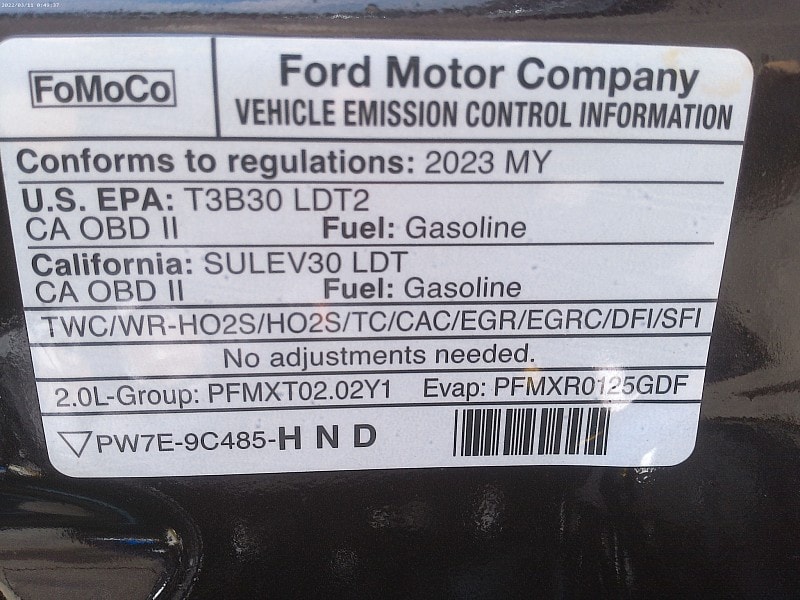 FoMoCo
Ford Motor Company
VEHICLE EMISSION CONTROL INFORMATION
Conforms to regulations: 2023 MY
U.S. EPA: T3B30 LDT2
CA OBD II Fuel: Gasoline
California: SULEV30 LDT
CA OBD II Fuel: Gasoline
TWC/WR-HO2S/HO2S/TC/CAC/EGR/EGRC/DFI/SFI
No adjustments needed.
2.0L-Group: PFMXT02.02Y1 Evap: PFMXR0125GDF
PW7E-9C485-H N D